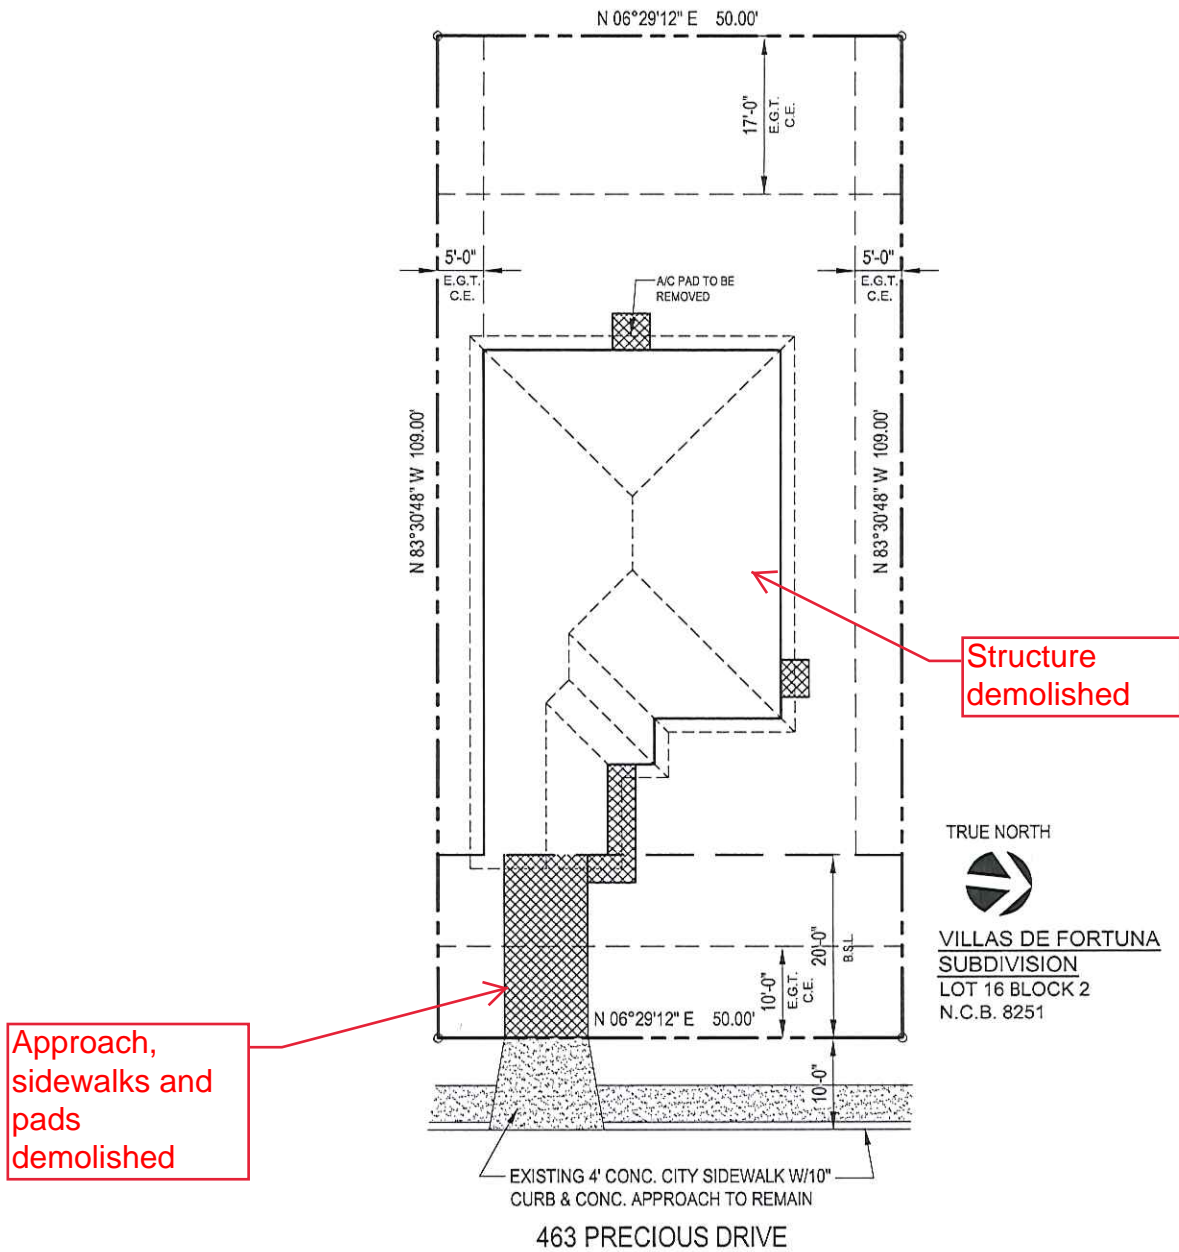 N 06°29'12" E 50.00'
17'-0"
E.G.T.
C.E.
5'-0"
E.G.T.
C.E.
5'-0"
E.G.T.
C.E.
A/C PAD TO BE
REMOVED
N 83°30'48" W 109.00'
N 83°30'48" W 109.00'
Structure
demolished
TRUE NORTH
VILLAS DE FORTUNA
SUBDIVISION
LOT 16 BLOCK 2
N.C.B. 8251
20'-0"
B.S.L.
10'-0"
E.G.T.
C.E.
N 06°29'12" E 50.00'
Approach,
sidewalks and
pads
demolished
10'-0"
EXISTING 4' CONC. CITY SIDEWALK W/10"
CURB & CONC. APPROACH TO REMAIN
463 PRECIOUS DRIVE